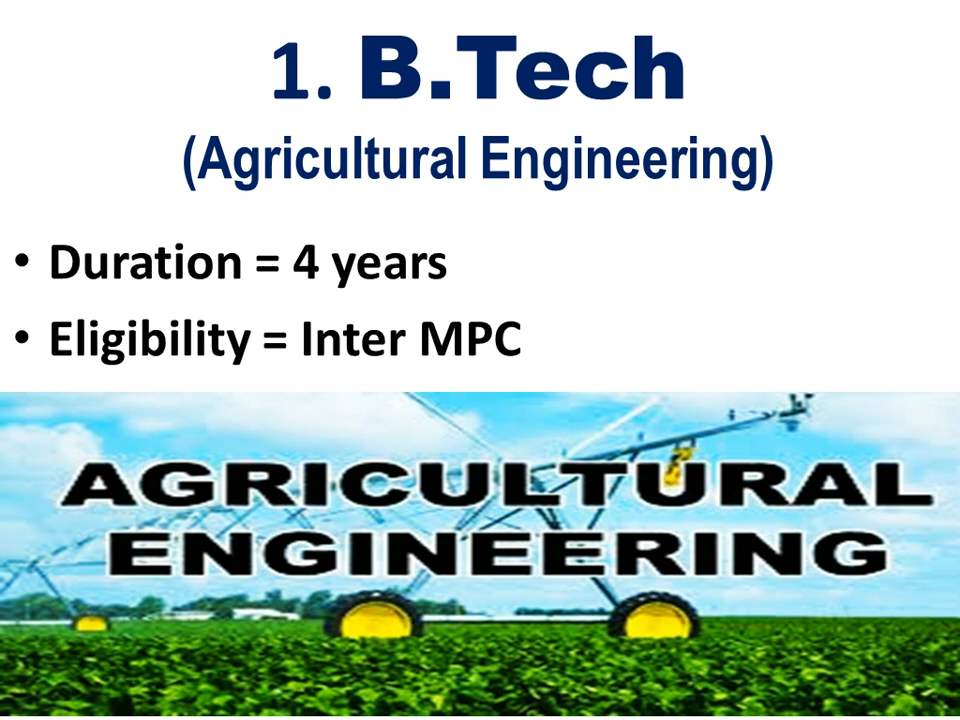 1. B.Tech
(Agricultural Engineering)
• Duration = 4 years
• Eligibility = Inter MPC
AGRICULTURAL
ENGINEERING